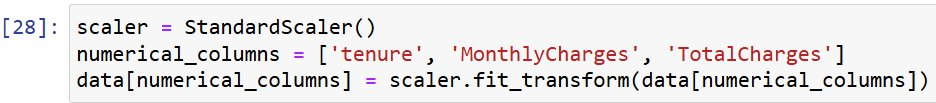 [28]: scaler = StandardScaler()
numerical_columns = ['tenure', 'MonthlyCharges', 'TotalCharges']
data[numerical_columns] = scaler.fit_transform(data[numerical_columns])